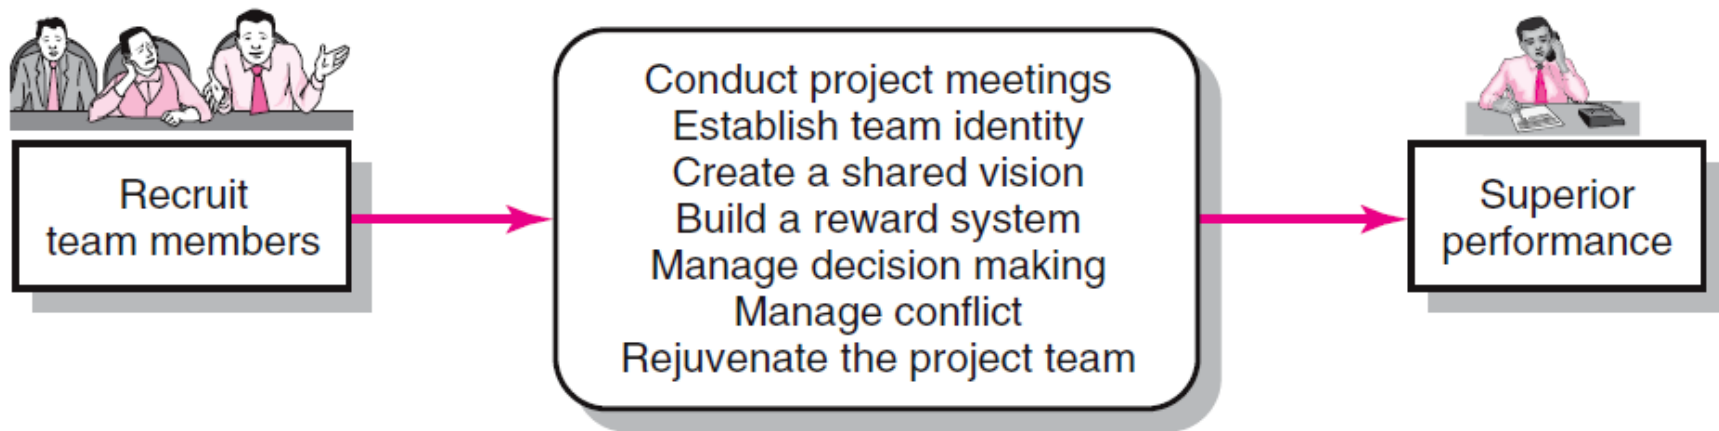 Recruit
team members
Conduct project meetings
Establish team identity
Create a shared vision
Build a reward system
Manage decision making
Manage conflict
Rejuvenate the project team
Superior
performance